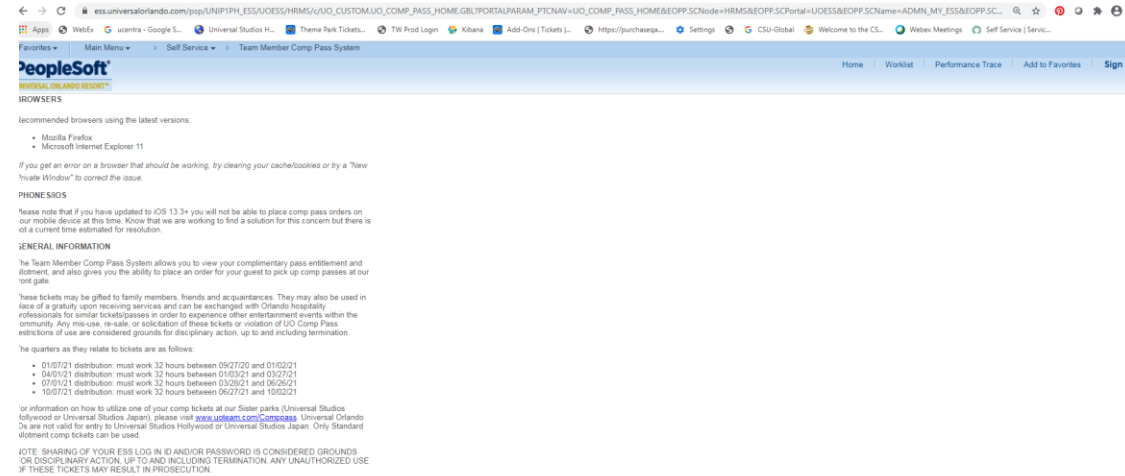 ess.universalorlando.com/psp/UNIP1PH_ESS/UOESS/HRMS/c/UO_CUSTOM.UO_COMP_PASS_HOME.GBL?PORTALPARAM_PTCNAV=UO_COMP_PASS_HOME&EOPP.SCNode=HRMS&EOPP.SCPortal=UOESS&EOPP.SCName=ADMN_MY_ESS&EOPP.SC...
Apps WebEx ucentra - Google S... Universal Studios H... Theme Park Tickets... TW Prod Login Kibana Add-Ons | Tickets |... https://purchaseqa... Settings CSU-Global Welcome to the CS... Webex Meetings Self Service | Servic...
Favorites Main Menu > Self Service > Team Member Comp Pass System
PeopleSoft Home Worklist Performance Trace Add to Favorites Sign
UNIVERSAL ORLANDO RESORT
BROWSERS
Recommended browsers using the latest versions:
• Mozilla Firefox
• Microsoft Internet Explorer 11
If you get an error on a browser that should be working, try clearing your cache/cookies or try a "New
Private Window" to correct the issue.
PHONES/IOS
Please note that if you have updated to iOS 13.3+ you will not be able to place comp pass orders on
your mobile device at this time. Know that we are working to find a solution for this concern but there is
not a current time estimated for resolution.
GENERAL INFORMATION
The Team Member Comp Pass System allows you to view your complimentary pass entitlement and
allotment, and also gives you the ability to place an order for your guest to pick up comp passes at our
front gate.
These tickets may be gifted to family members, friends and acquaintances. They may also be used in
place of a gratuity upon receiving services and can be exchanged with Orlando hospitality
professionals for similar tickets/passes in order to experience other entertainment events within the
community. Any mis-use, re-sale, or solicitation of these tickets or violation of UO Comp Pass
restrictions of use are considered grounds for disciplinary action, up to and including termination.
The quarters as they relate to tickets are as follows:
• 01/07/21 distribution: must work 32 hours between 09/27/20 and 01/02/21
• 04/01/21 distribution: must work 32 hours between 01/03/21 and 03/27/21
• 07/01/21 distribution: must work 32 hours between 03/28/21 and 06/26/21
• 10/07/21 distribution: must work 32 hours between 06/27/21 and 10/02/21
For information on how to utilize one of your comp tickets at our Sister parks (Universal Studios
Hollywood or Universal Studios Japan), please visit www.uoteam.com/Comppass. Universal Orlando
IDs are not valid for entry to Universal Studios Hollywood or Universal Studios Japan. Only Standard
allotment comp tickets can be used.
NOTE: SHARING OF YOUR ESS LOG IN ID AND/OR PASSWORD IS CONSIDERED GROUNDS
FOR DISCIPLINARY ACTION, UP TO AND INCLUDING TERMINATION. ANY UNAUTHORIZED USE
OF THESE TICKETS MAY RESULT IN PROSECUTION.